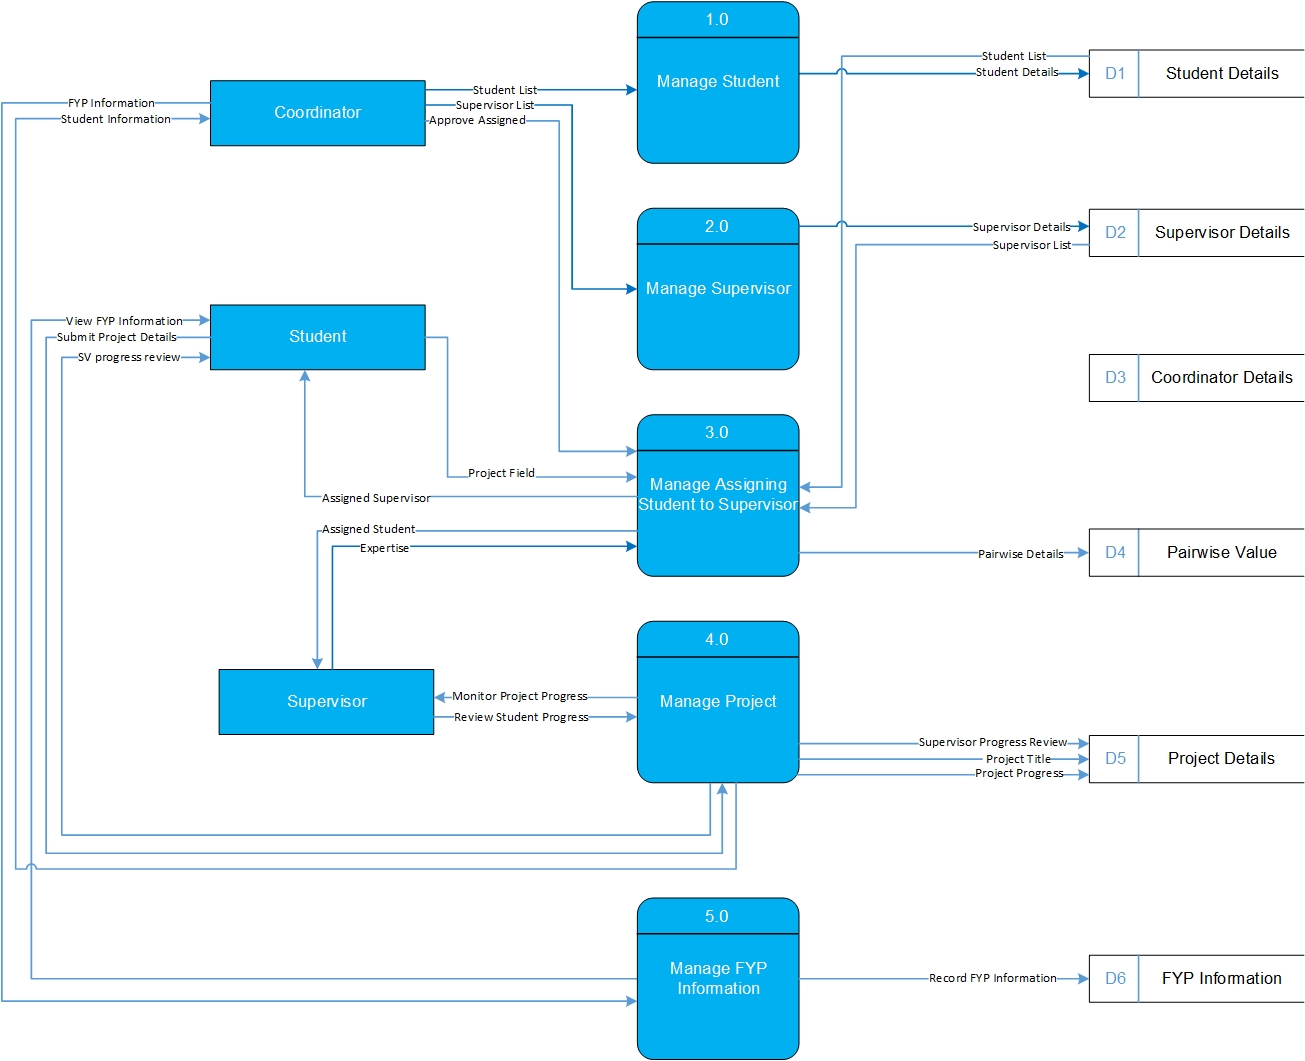 1.0
Manage Student
Student List
Student Details
D1
Student Details
Coordinator
FYP Information
Student Information
Student List
Supervisor List
Approve Assigned
2.0
Manage Supervisor
Supervisor Details
Supervisor List
D2
Supervisor Details
View FYP Information
Submit Project Details
SV progress review
Student
D3
Coordinator Details
3.0
Manage Assigning
Student to Supervisor
Project Field
Assigned Supervisor
Assigned Student
Expertise
Pairwise Details
D4
Pairwise Value
4.0
Manage Project
Supervisor
Monitor Project Progress
Review Student Progress
Supervisor Progress Review
Project Title
Project Progress
D5
Project Details
5.0
Manage FYP
Information
Record FYP Information
D6
FYP Information